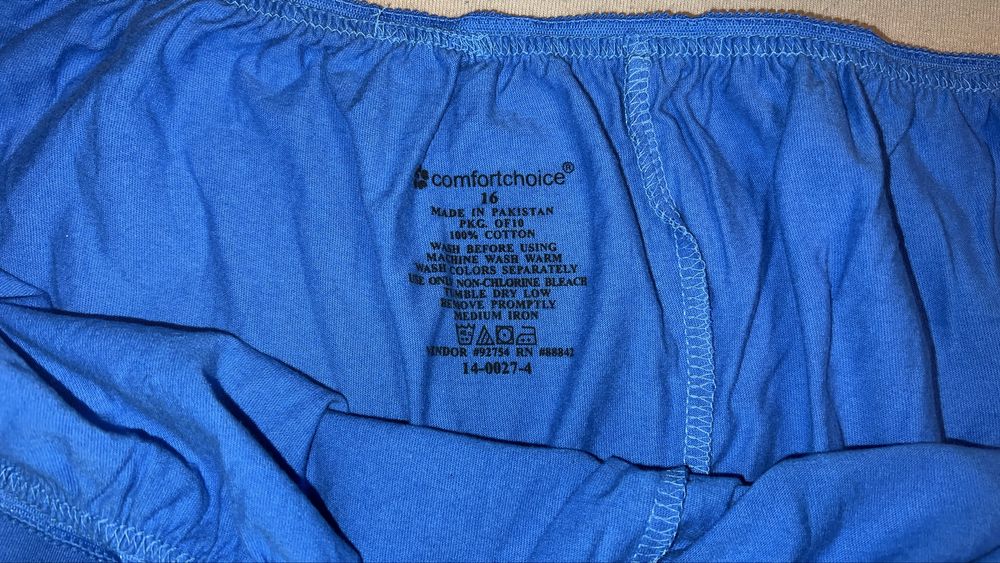 comfortchoice®
16
MADE IN PAKISTAN
PKG. OF10
100% COTTON
WASH BEFORE USING
MACHINE WASH WARM
WASH COLORS SEPARATELY
USE ONLY NON-CHLORINE BLEACH
TUMBLE DRY LOW
REMOVE PROMPTLY
MEDIUM IRON
VENDOR #92754 RN #88842
14-0027-4